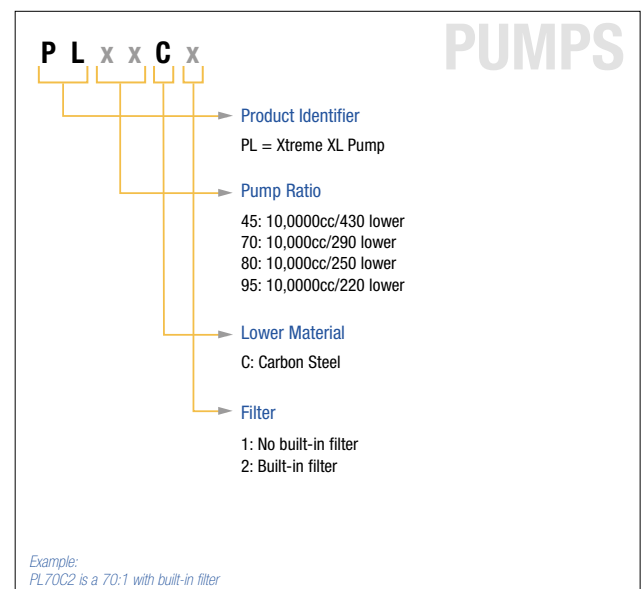 PUMPS
P L x x C x
Product Identifier
PL = Xtreme XL Pump
Pump Ratio
45: 10,0000cc/430 lower
70: 10,000cc/290 lower
80: 10,000cc/250 lower
95: 10,0000cc/220 lower
Lower Material
C: Carbon Steel
Filter
1: No built-in filter
2: Built-in filter
Example:
PL70C2 is a 70:1 with built-in filter